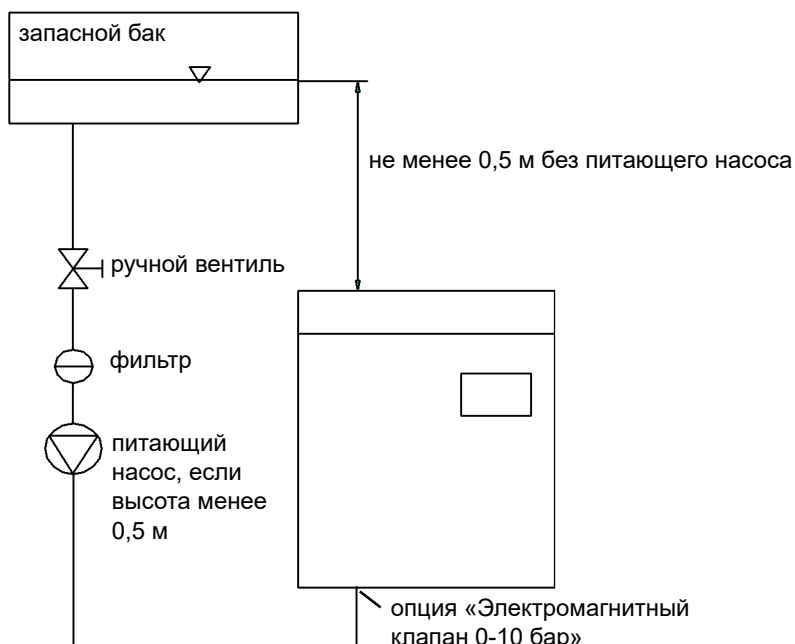 запасной бак
не менее 0,5 м без питающего насоса
ручной вентиль
фильтр
питающий
насос, если
высота менее
0,5 м
опция «Электромагнитный
клапан 0-10 бар»